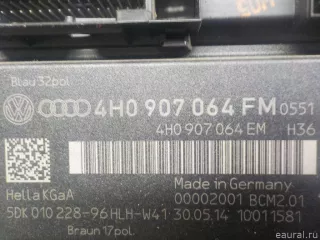 Blau 32pol.
4H0 907 064 FM 0551
4H0 907 064 EM H36
Made in Germany
Hella KGaA 00002001 BCM2.01
5DK 010 228-96 HLH-W41 30.05.14 10011581
Braun 17pol.
eaural.ru